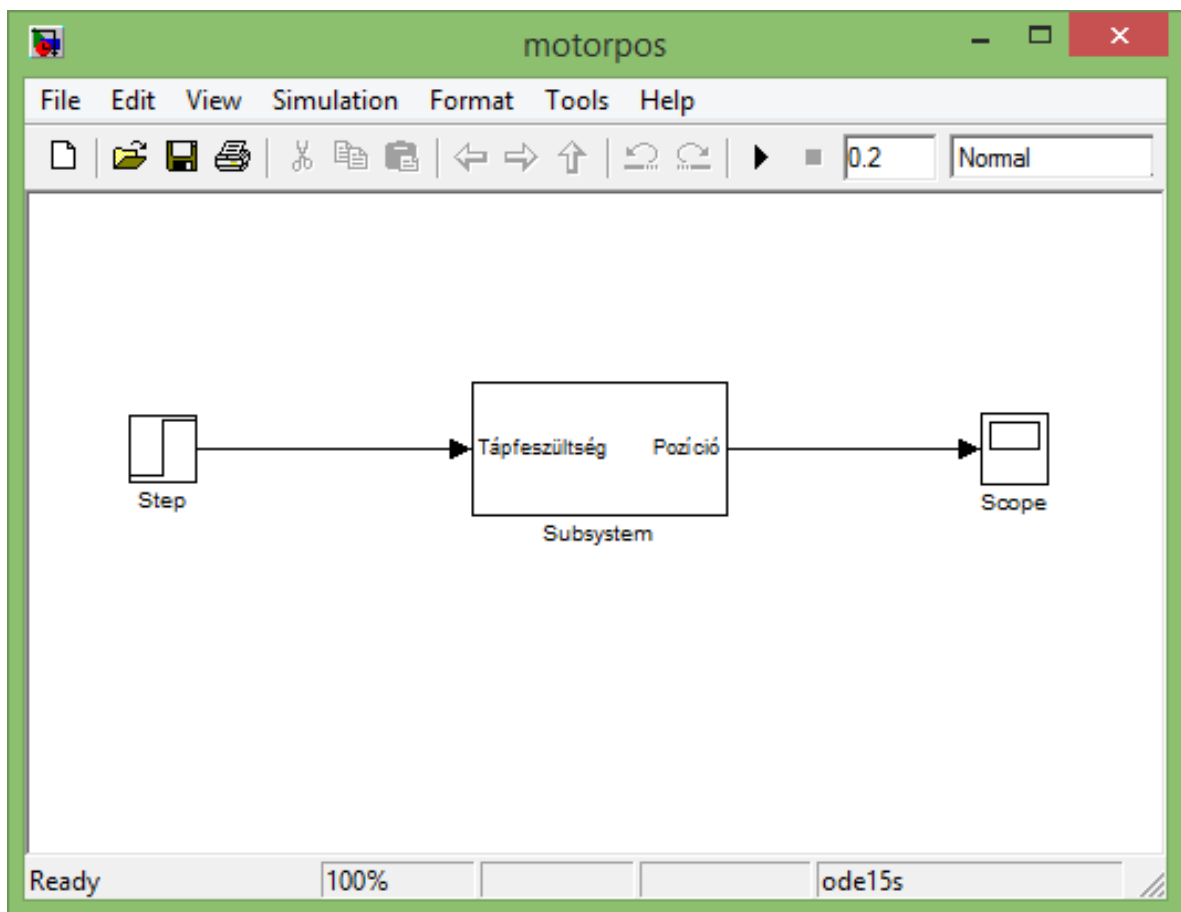 motorpos
File Edit View Simulation Format Tools Help
0.2 Normal
Tápfeszültség Pozíció
Step
Scope
Subsystem
Ready 100% ode15s